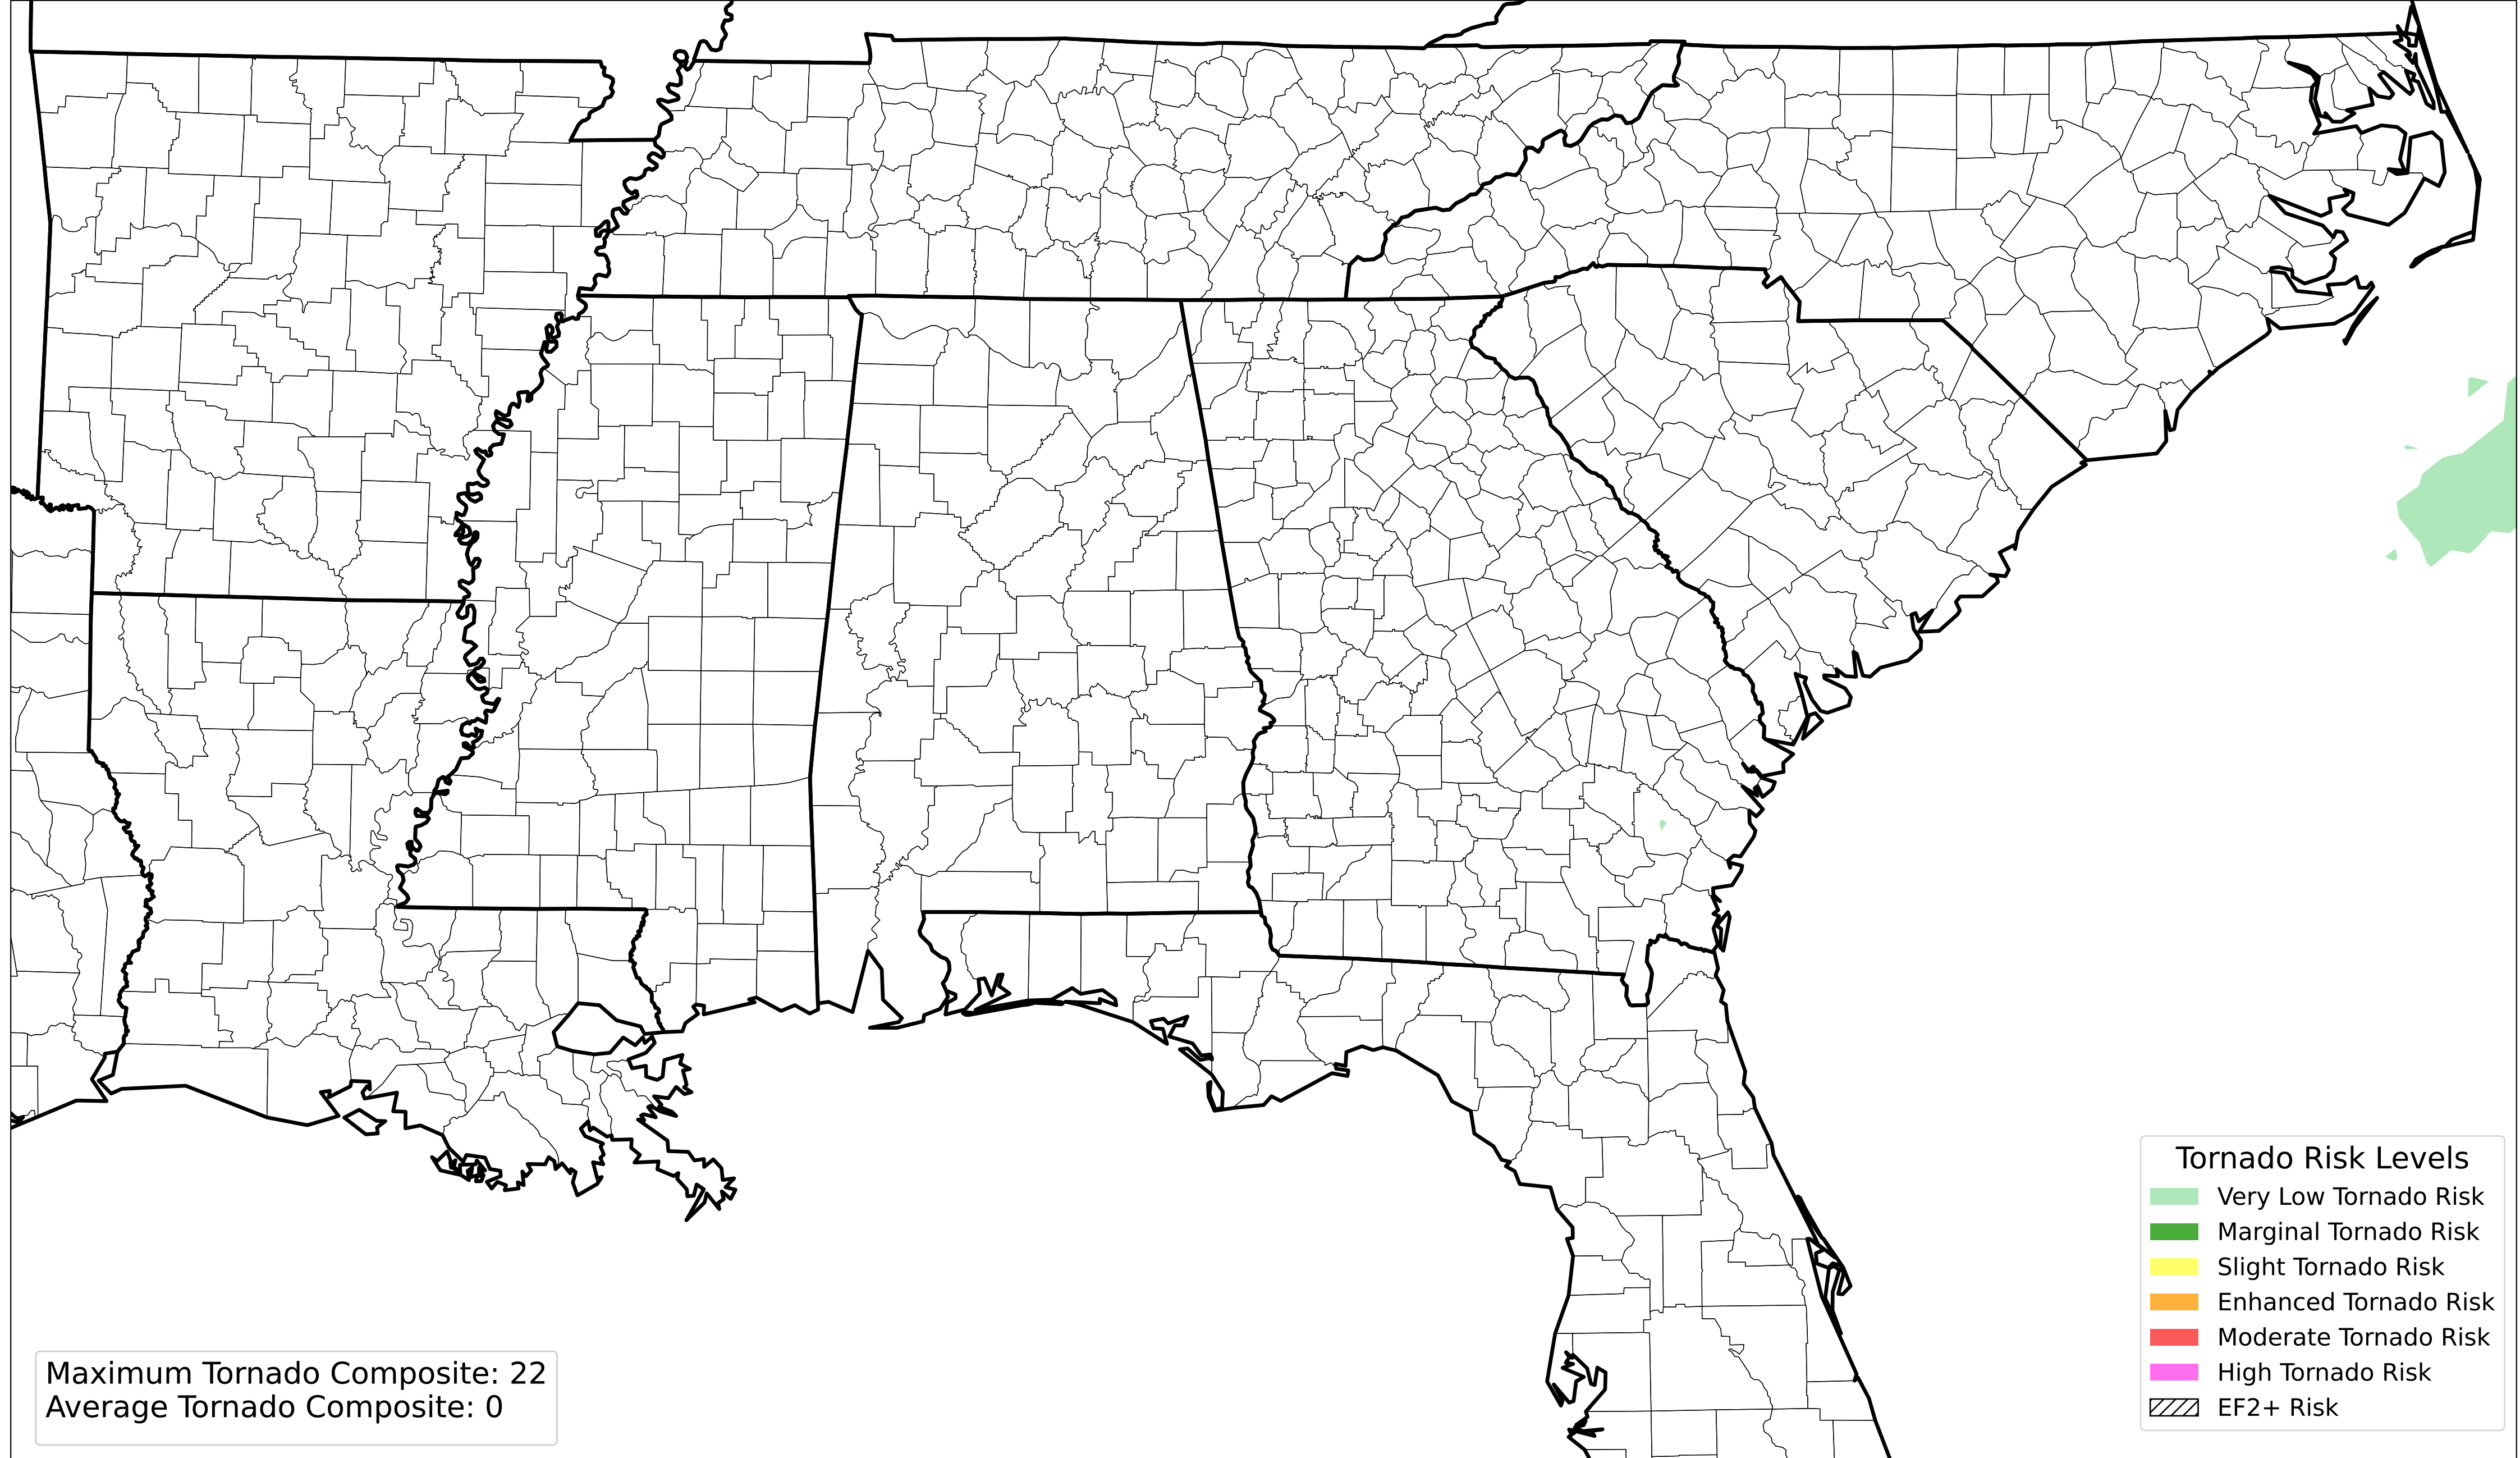 Tornado Risk Levels
Very Low Tornado Risk
Marginal Tornado Risk
Slight Tornado Risk
Enhanced Tornado Risk
Moderate Tornado Risk
High Tornado Risk
EF2+ Risk
Maximum Tornado Composite: 22
Average Tornado Composite: 0